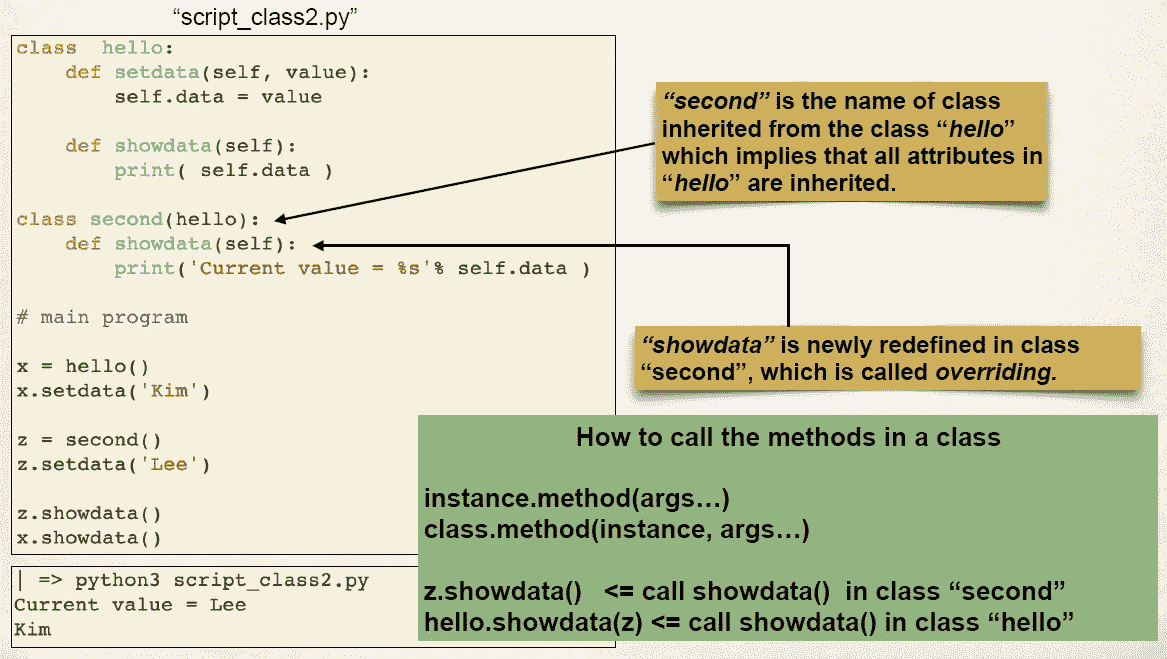 “script_class2.py”
class  hello:
    def setdata(self, value):
        self.data = value
    def showdata(self):
        print( self.data )
class second(hello):
    def showdata(self):
        print('Current value = %s'% self.data )
# main program
x = hello()
x.setdata('Kim')
z = second()
z.setdata('Lee')
z.showdata()
x.showdata()
| => python3 script_class2.py
Current value = Lee
Kim
“second” is the name of class
inherited from the class “hello”
which implies that all attributes in
“hello” are inherited.
“showdata” is newly redefined in class
“second”, which is called overriding.
How to call the methods in a class
instance.method(args…)
class.method(instance, args…)
z.showdata()   <= call showdata()  in class “second”
hello.showdata(z) <= call showdata() in class “hello”